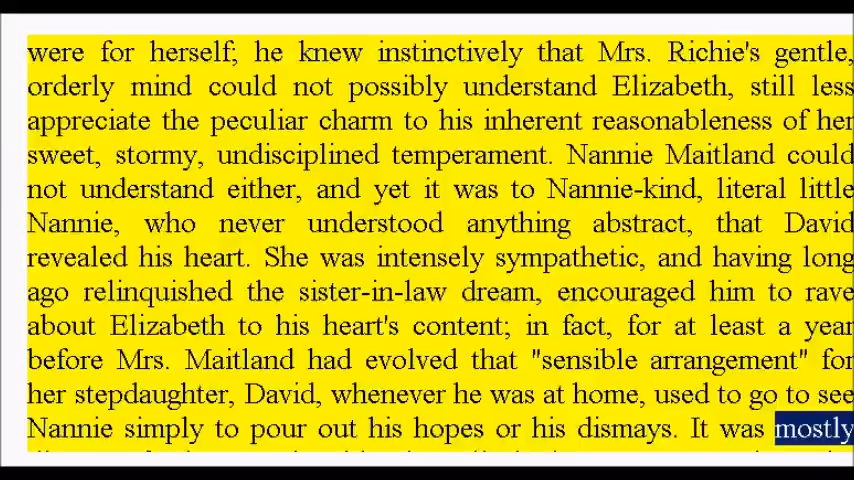 were for herself; he knew instinctively that Mrs. Richie's gentle,
orderly mind could not possibly understand Elizabeth, still less
appreciate the peculiar charm to his inherent reasonableness of her
sweet, stormy, undisciplined temperament. Nannie Maitland could
not understand either, and yet it was to Nannie-kind, literal little
Nannie, who never understood anything abstract, that David
revealed his heart. She was intensely sympathetic, and having long
ago relinquished the sister-in-law dream, encouraged him to rave
about Elizabeth to his heart's content; in fact, for at least a year
before Mrs. Maitland had evolved that "sensible arrangement" for
her stepdaughter, David, whenever he was at home, used to go to see
Nannie simply to pour out his hopes or his dismays. It was mostly